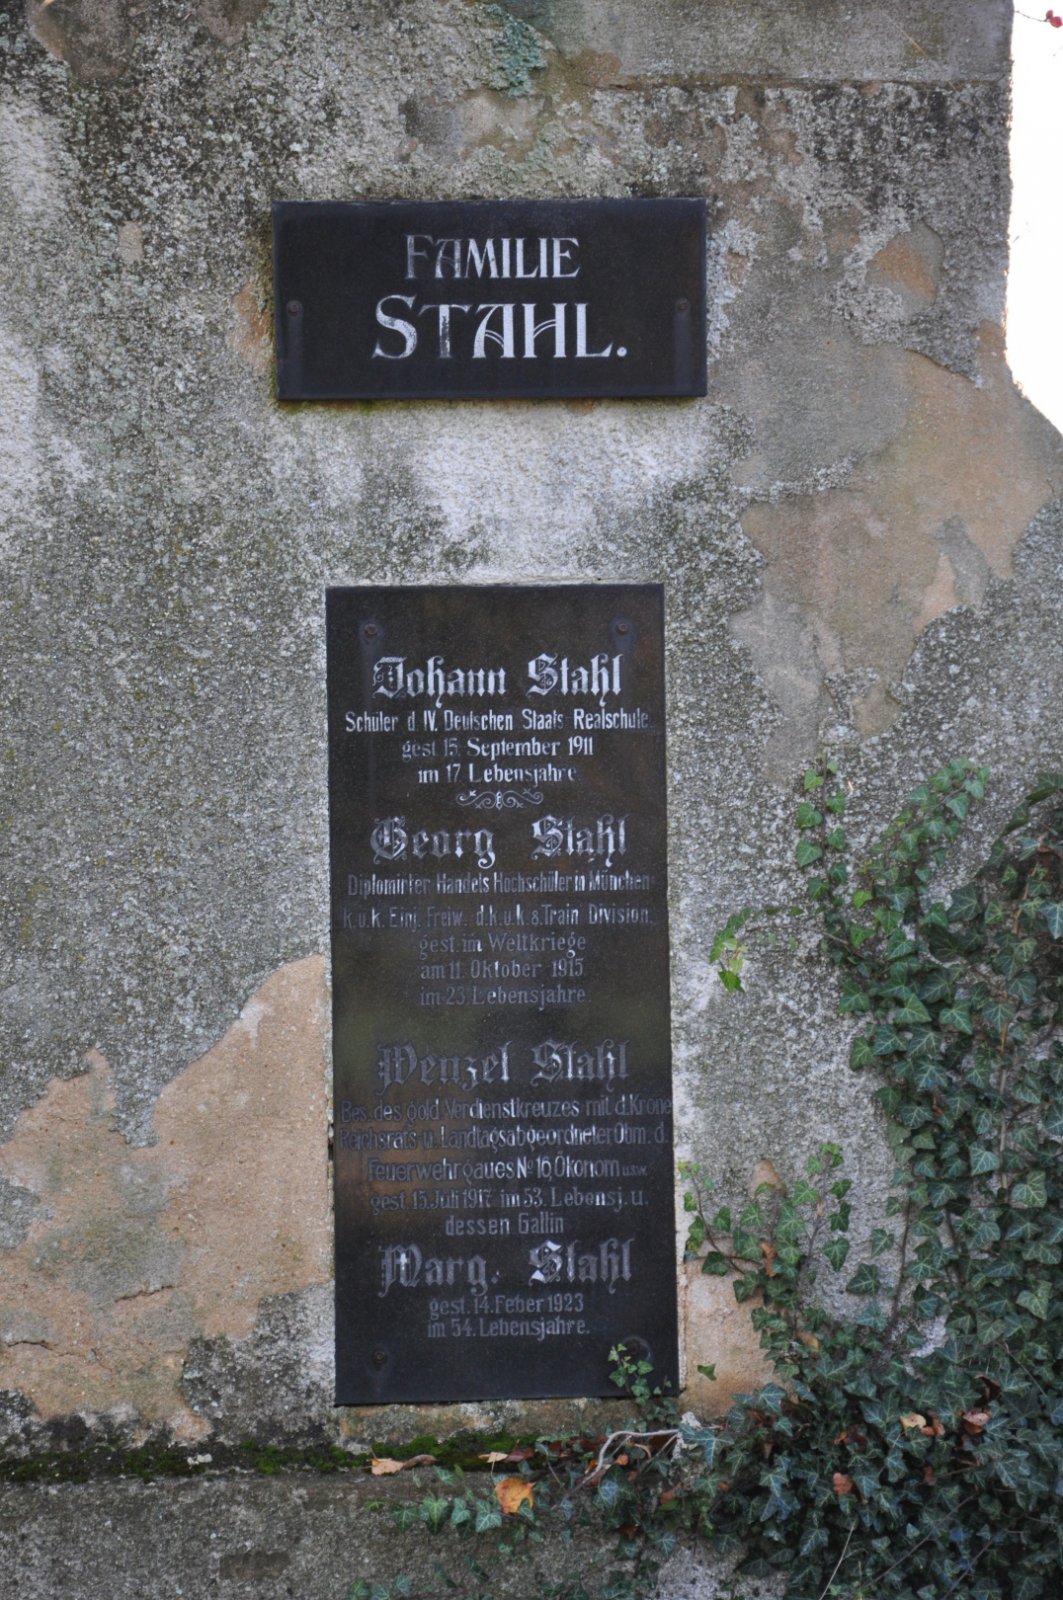 FAMILIE
STAHL.
Johann Stahl
Schüler d. IV. Deutschen Staats-Realschule.
gest. 15. September 1911
im 17. Lebensjahre.
Georg Stahl
Diplomirter Handels Hochschüler in München.
k.u.k. Einj. Freiw. d.k.u.k. 8. Train Division.
gest. im Weltkriege
am 11. Oktober 1915.
im 23. Lebensjahre.
Wenzel Stahl
Bes. des gold. Verdienstkreuzes mit d. Krone
Reichsrats- u. Landtagsabgeordneter Obm. d.
Feuerwehrgaues No 16, Ökonom u.s.w.
gest. 15. Juli 1917. im 53. Lebensj. u.
dessen Gattin
Marg. Stahl
gest. 14. Feber 1923
im 54. Lebensjahre.